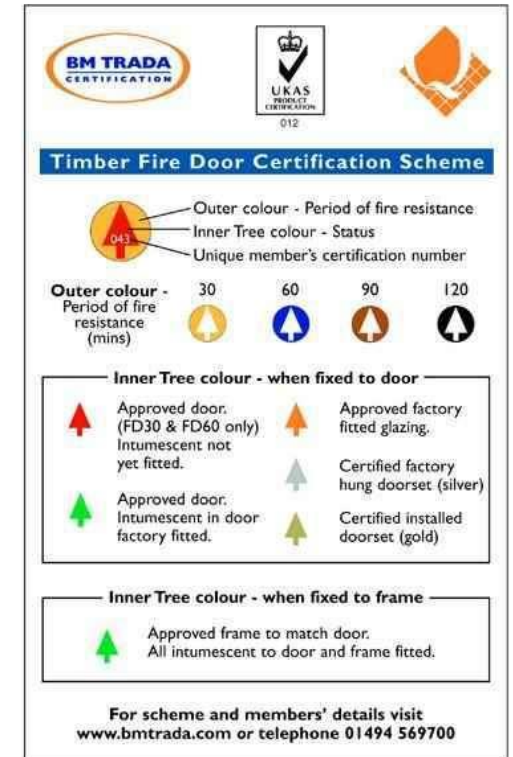 BM TRADA
CERTIFICATION
UKAS
PRODUCT
CERTIFICATION
012
Timber Fire Door Certification Scheme
Outer colour - Period of fire resistance
Inner Tree colour - Status
043
Unique member's certification number
Outer colour -
Period of fire
resistance
(mins)
30
60
90
120
Inner Tree colour - when fixed to door
Approved door.
(FD30 & FD60 only)
Intumescent not
yet fitted.
Approved door.
Intumescent in door
factory fitted.
Approved factory
fitted glazing.
Certified factory
hung doorset (silver)
Certified installed
doorset (gold)
Inner Tree colour - when fixed to frame
Approved frame to match door.
All intumescent to door and frame fitted.
For scheme and members' details visit
www.bmtrada.com or telephone 01494 569700